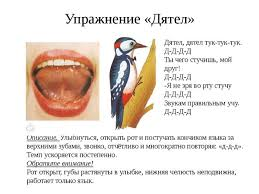 Упражнение «Дятел»
Дятел, дятел тук-тук-тук.
Д-Д-Д-Д
Ты чего стучишь, мой
друг!
Д-Д-Д-Д
-Я не зря во рту стучу
Д-Д-Д-Д
Звукам правильным учу.
Д-Д-Д-Д
Описание. Улыбнуться, открыть рот и постучать кончиком языка за
верхними зубами, звонко, отчётливо и многократно повторяя: «д-д-д».
Темп ускоряется постепенно.
Обратите внимание!
Рот открыт, губы растянуты в улыбке, нижняя челюсть неподвижна,
работает только язык.